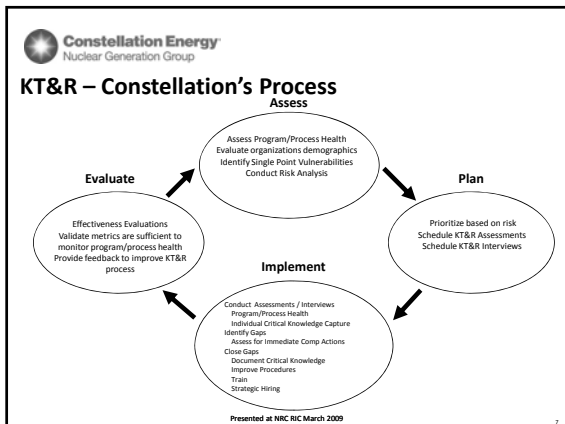 Constellation Energy
Nuclear Generation Group
KT&R – Constellation's Process
Assess
Assess Program/Process Health
Evaluate organizations demographics
Identify Single Point Vulnerabilities
Conduct Risk Analysis
Plan
Prioritize based on risk
Schedule KT&R Assessments
Schedule KT&R Interviews
Implement
Conduct Assessments / Interviews
Program/Process Health
Individual Critical Knowledge Capture
Identify Gaps
Assess for Immediate Comp Actions
Close Gaps
Document Critical Knowledge
Improve Procedures
Train
Strategic Hiring
Evaluate
Effectiveness Evaluations
Validate metrics are sufficient to
monitor program/process health
Provide feedback to improve KT&R
process
Presented at NRC RIC March 2009
7